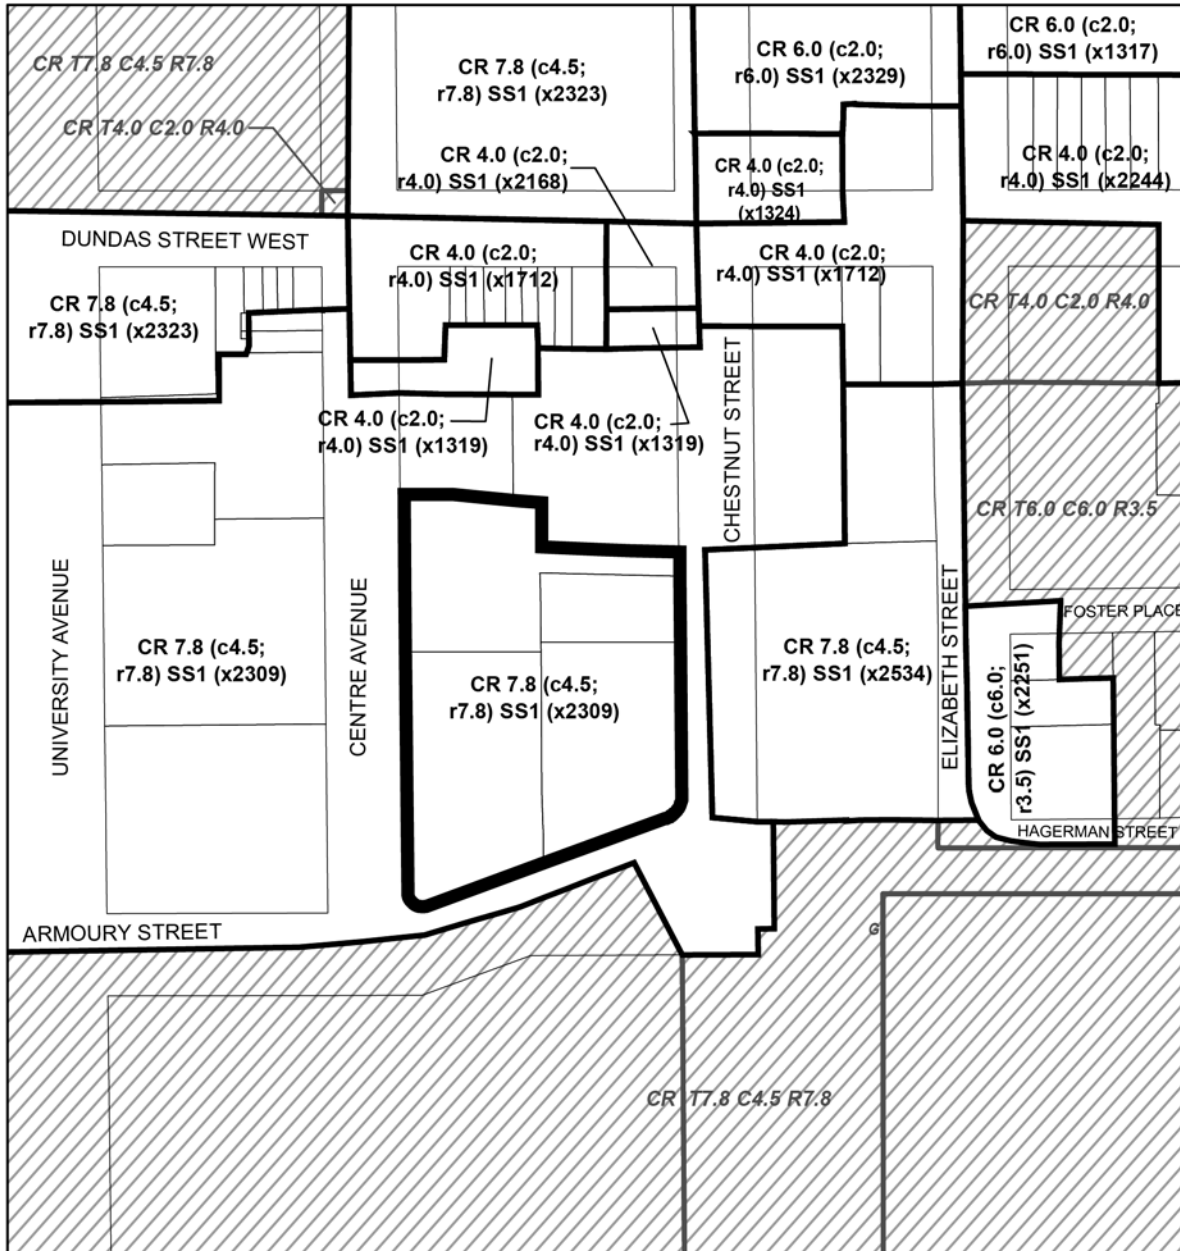 CR 6.0 (c2.0;
r6.0) SS1 (x1317)
CR 6.0 (c2.0;
r6.0) SS1 (x2329)
CR T7.8 C4.5 R7.8
CR 7.8 (c4.5;
r7.8) SS1 (x2323)
CR T4.0 C2.0 R4.0
CR 4.0 (c2.0;
r4.0) SS1 (x2168)
CR 4.0 (c2.0;
r4.0) SS1
(x1324)
CR 4.0 (c2.0;
r4.0) SS1 (x2244)
DUNDAS STREET WEST
CR 4.0 (c2.0;
r4.0) SS1 (x1712)
CR 4.0 (c2.0;
r4.0) SS1 (x1712)
CR 7.8 (c4.5;
r7.8) SS1 (x2323)
CR T4.0 C2.0 R4.0
CR 4.0 (c2.0;
r4.0) SS1 (x1319)
CR 4.0 (c2.0;
r4.0) SS1 (x1319)
CHESTNUT STREET
CR T6.0 C6.0 R3.5
UNIVERSITY AVENUE
CENTRE AVENUE
ELIZABETH STREET
FOSTER PLACE
CR 7.8 (c4.5;
r7.8) SS1 (x2309)
CR 7.8 (c4.5;
r7.8) SS1 (x2309)
CR 7.8 (c4.5;
r7.8) SS1 (x2534)
CR 6.0 (c6.0;
r3.5) SS1 (x2251)
HAGERMAN STREET
ARMOURY STREET
G
CR T7.8 C4.5 R7.8